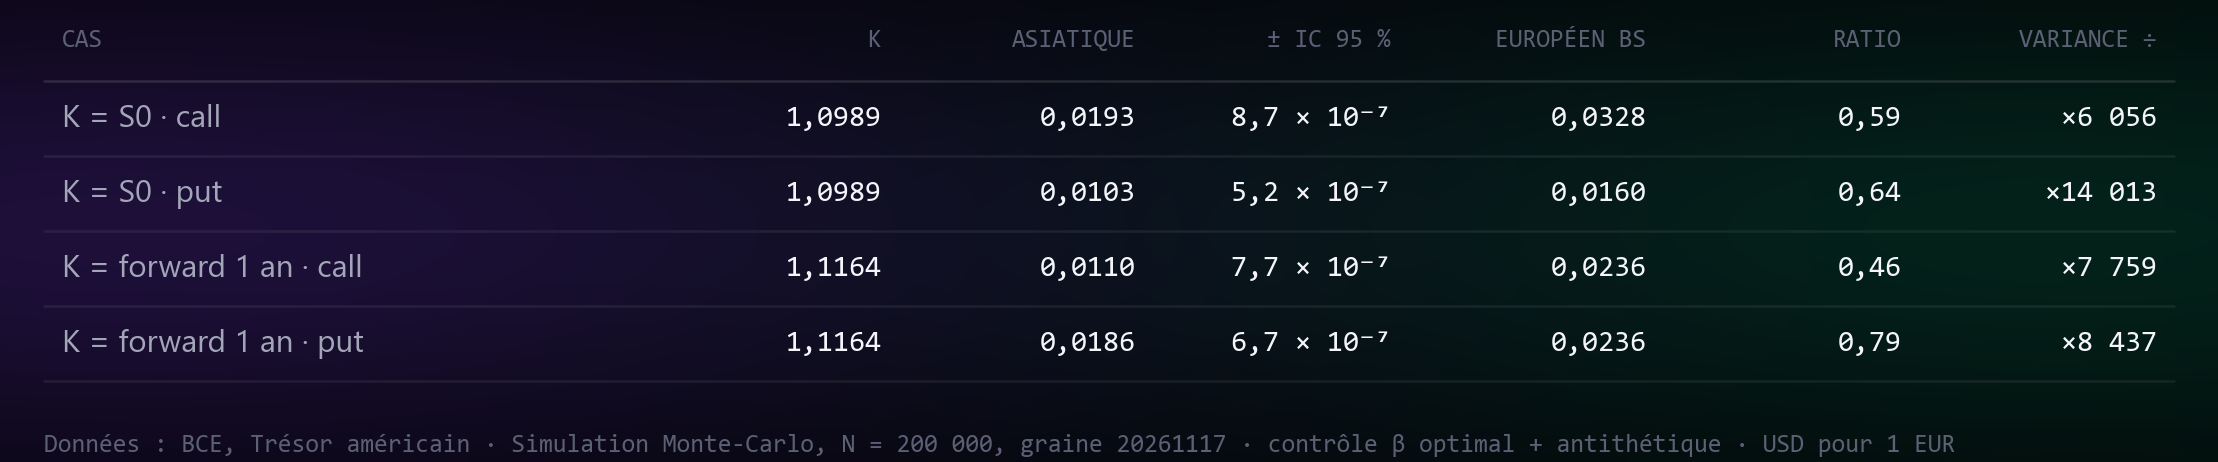 CAS K ASIATIQUE ± IC 95 % EUROPÉEN BS RATIO VARIANCE ÷
K = S0 · call 1,0989 0,0193 8,7 × 10⁻⁷ 0,0328 0,59 ×6 056
K = S0 · put 1,0989 0,0103 5,2 × 10⁻⁷ 0,0160 0,64 ×14 013
K = forward 1 an · call 1,1164 0,0110 7,7 × 10⁻⁷ 0,0236 0,46 ×7 759
K = forward 1 an · put 1,1164 0,0186 6,7 × 10⁻⁷ 0,0236 0,79 ×8 437
Données : BCE, Trésor américain · Simulation Monte-Carlo, N = 200 000, graine 20261117 · contrôle β optimal + antithétique · USD pour 1 EUR